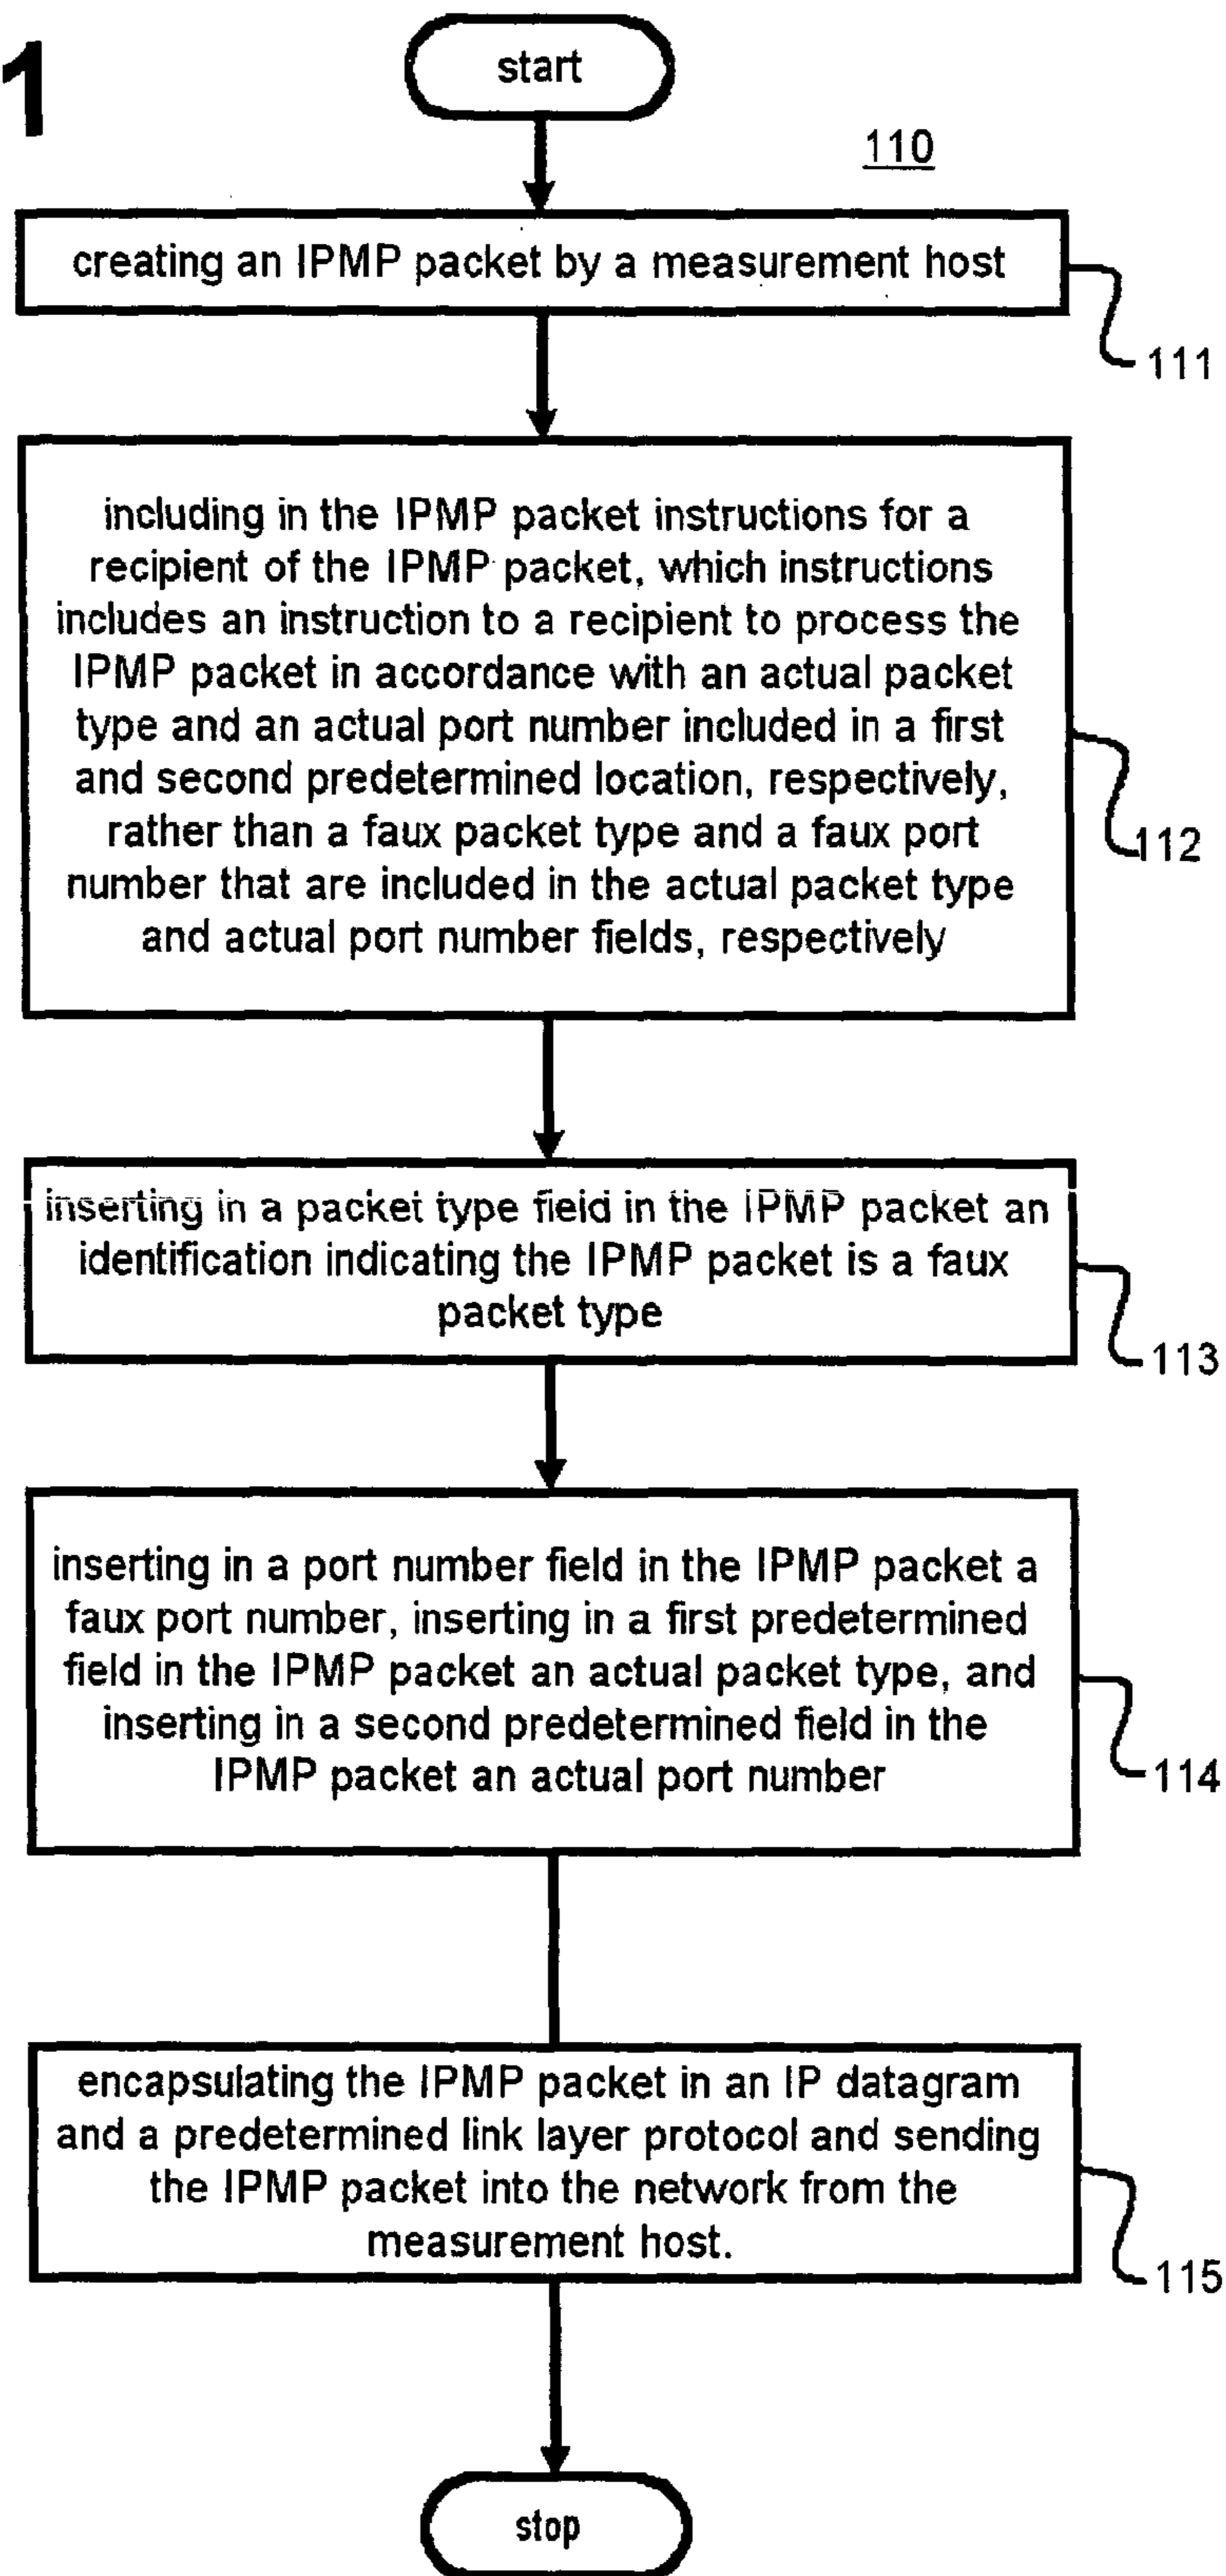 1
start
110
creating an IPMP packet by a measurement host
111
including in the IPMP packet instructions for a
recipient of the IPMP packet, which instructions
includes an instruction to a recipient to process the
IPMP packet in accordance with an actual packet
type and an actual port number included in a first
and second predetermined location, respectively,
rather than a faux packet type and a faux port
number that are included in the actual packet type
and actual port number fields, respectively
112
inserting in a packet type field in the IPMP packet an
identification indicating the IPMP packet is a faux
packet type
113
inserting in a port number field in the IPMP packet a
faux port number, inserting in a first predetermined
field in the IPMP packet an actual packet type, and
inserting in a second predetermined field in the
IPMP packet an actual port number
114
encapsulating the IPMP packet in an IP datagram
and a predetermined link layer protocol and sending
the IPMP packet into the network from the
measurement host.
115
stop